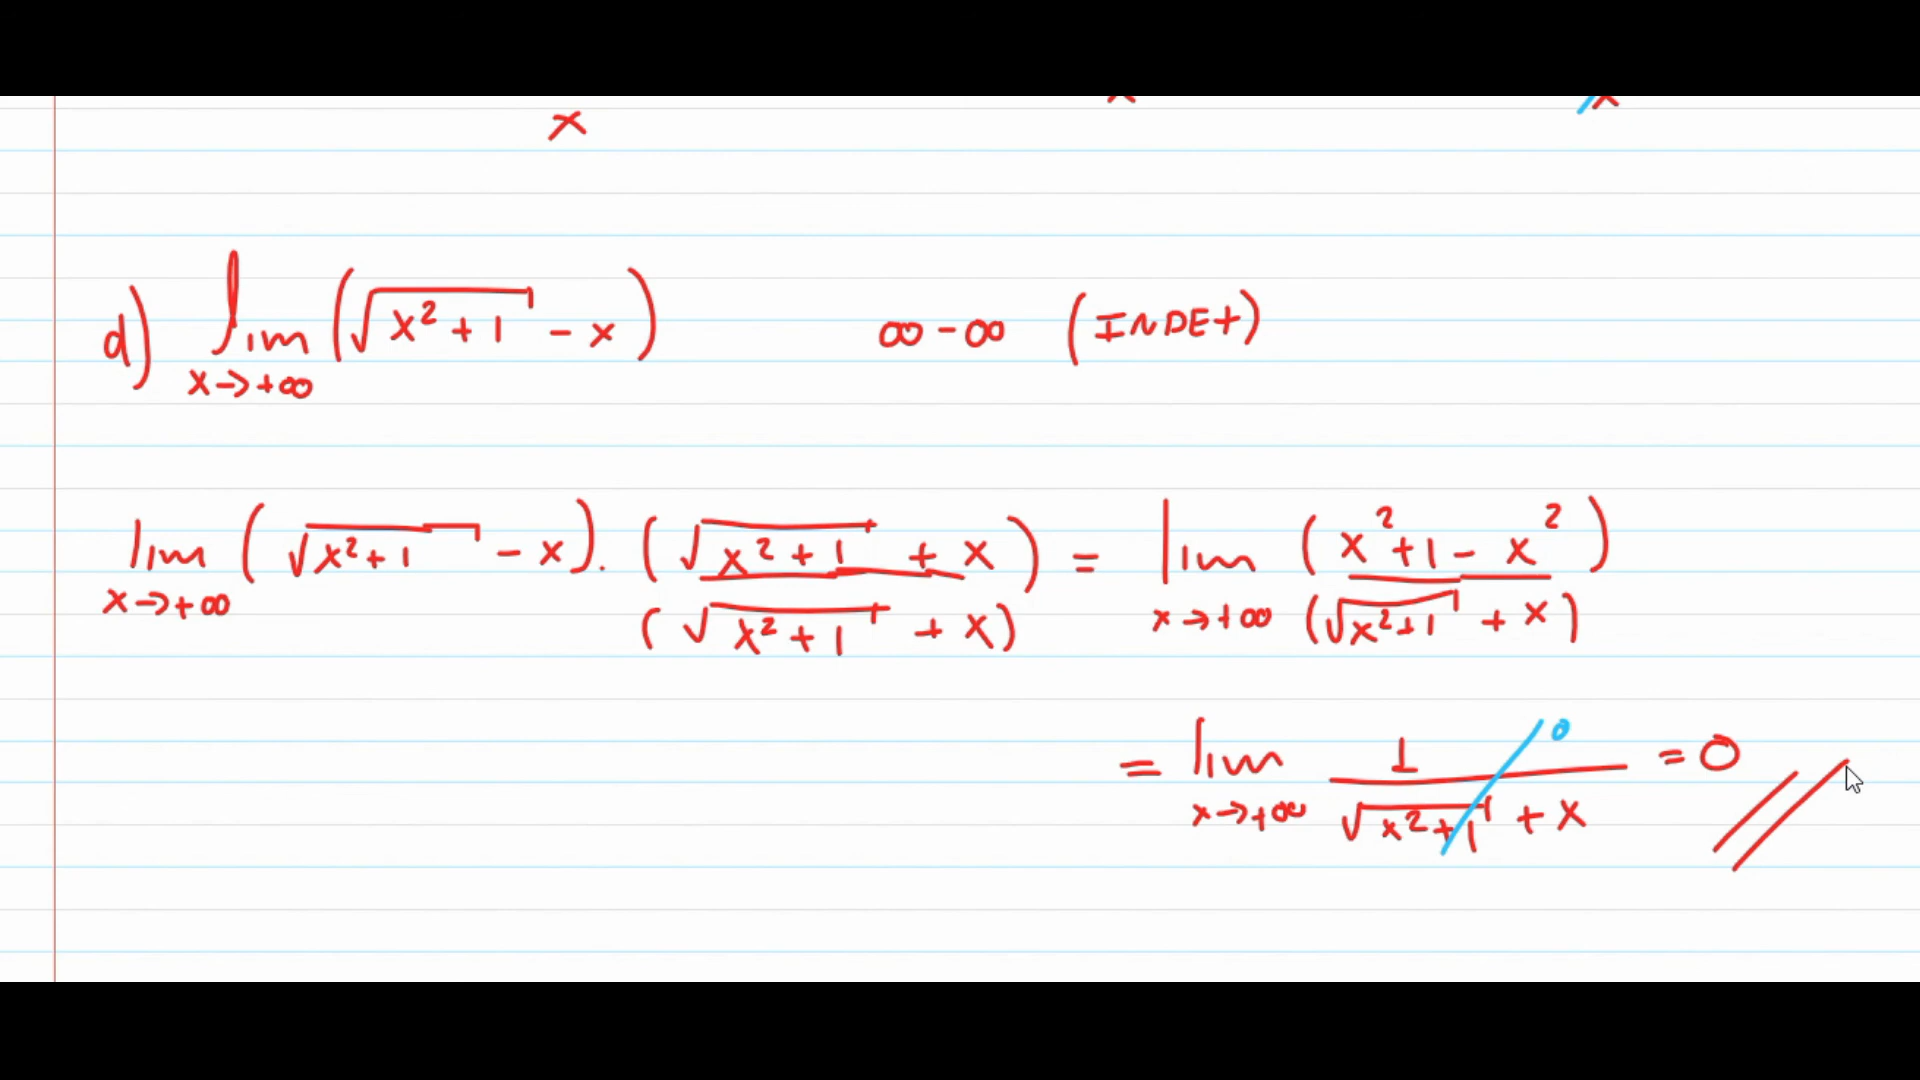 x x x
d) lim x→+∞ (√(x²+1) - x) ∞-∞ (INDET)
lim x→+∞ (√(x²+1) - x) · (√(x²+1) + x)/(√(x²+1) + x) = lim x→+∞ (x²+1 - x²)/(√(x²+1) + x)
= lim x→+∞ 1/(√(x²+1) + x) 0 = 0